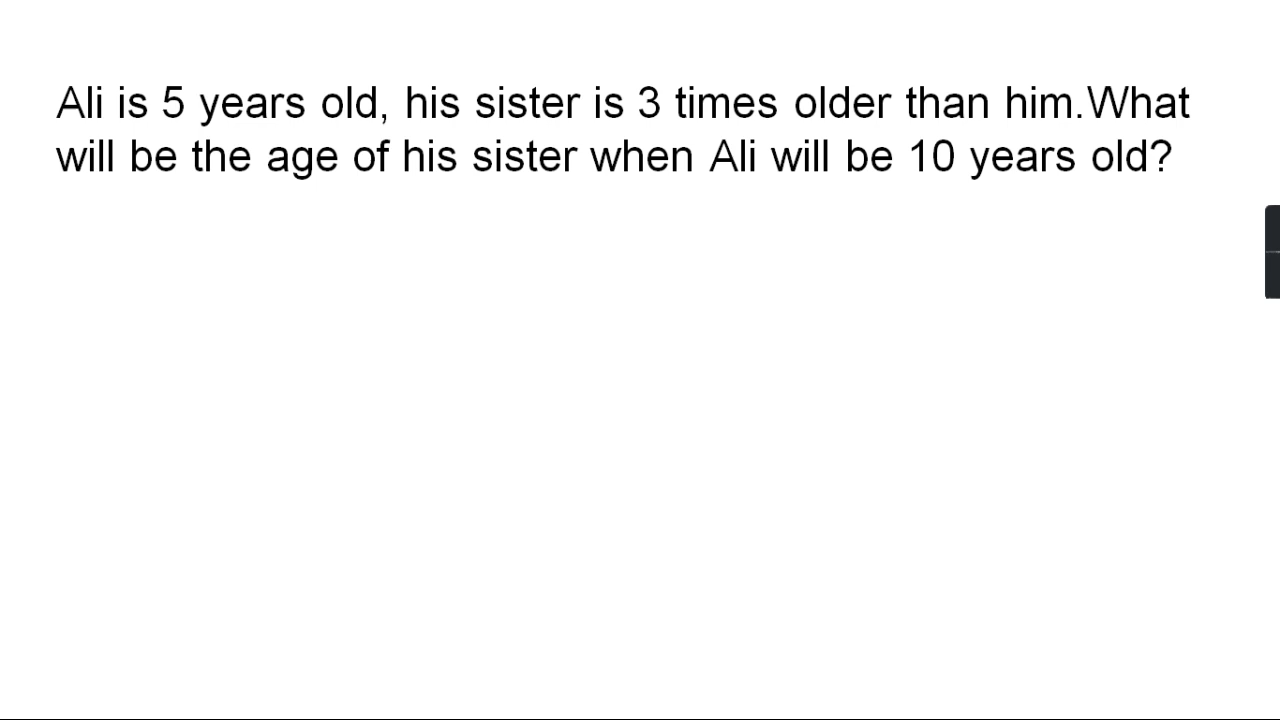 Ali is 5 years old, his sister is 3 times older than him.What
will be the age of his sister when Ali will be 10 years old?